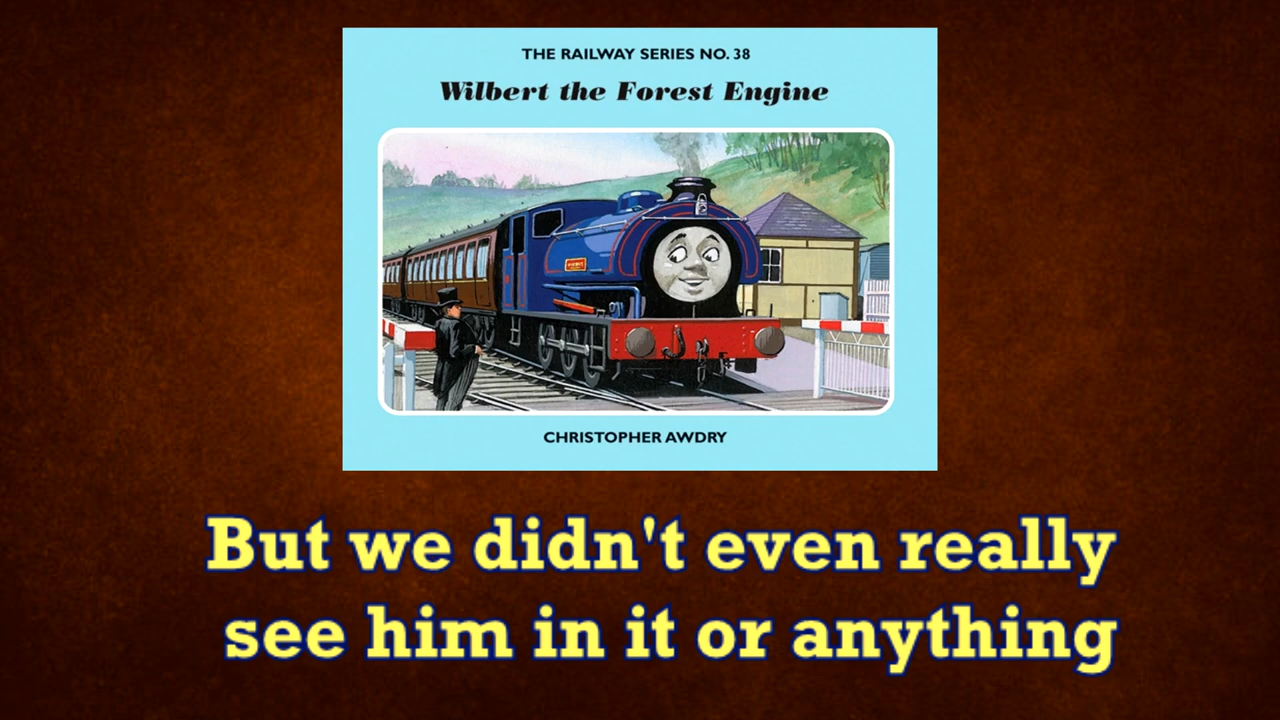 THE RAILWAY SERIES NO. 38
Wilbert the Forest Engine
CHRISTOPHER AWDRY
But we didn't even really
see him in it or anything